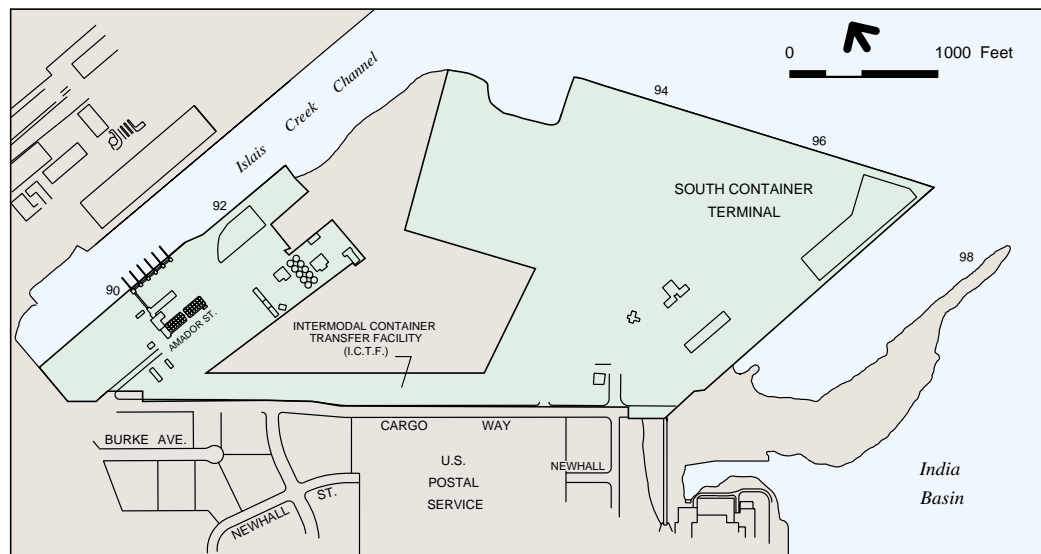 0 1000 Feet
94
Islais Creek Channel
96
SOUTH CONTAINER
TERMINAL
92
98
90
AMADOR ST.
INTERMODAL CONTAINER
TRANSFER FACILITY
(I.C.T.F.)
CARGO WAY
BURKE AVE.
U.S.
POSTAL
SERVICE
NEWHALL
India
Basin
NEWHALL ST.